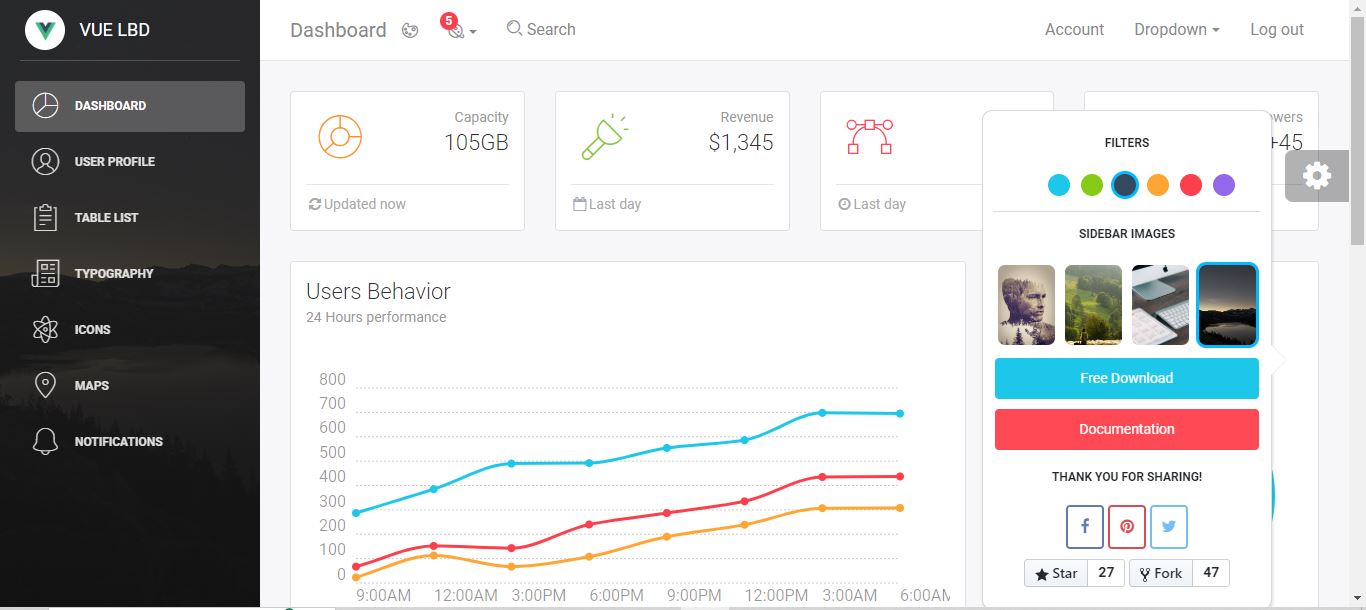 VUE LBD
DASHBOARD
USER PROFILE
TABLE LIST
TYPOGRAPHY
ICONS
MAPS
NOTIFICATIONS
Dashboard 5 Search Account Dropdown Log out
Capacity
105GB
Updated now
Revenue
$1,345
Last day
Last day
+45
Users Behavior
24 Hours performance
800
700
600
500
400
300
200
100
0
9:00AM 12:00AM 3:00PM 6:00PM 9:00PM 12:00PM 3:00AM 6:00AM
FILTERS
SIDEBAR IMAGES
Free Download
Documentation
THANK YOU FOR SHARING!
Star 27 Fork 47